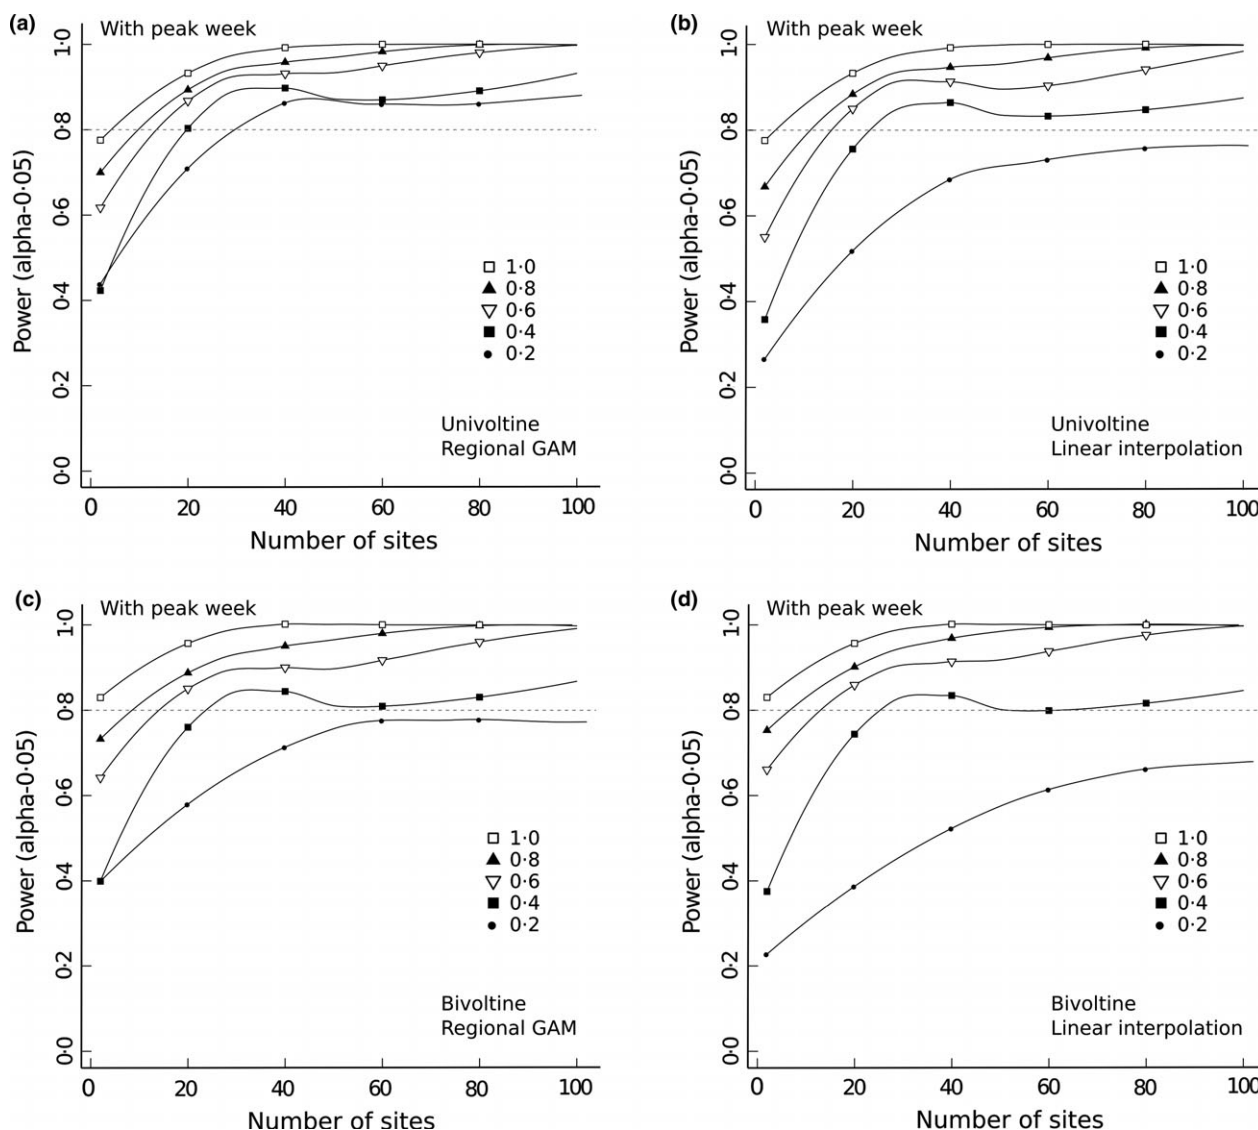 (a) With peak week
Power (alpha-0·05)
1·0
0·8
0·6
0·4
0·2
0·0
1·0
0·8
0·6
0·4
0·2
Univoltine
Regional GAM
0 20 40 60 80 100
Number of sites
(b) With peak week
Power (alpha-0·05)
1·0
0·8
0·6
0·4
0·2
0·0
1·0
0·8
0·6
0·4
0·2
Univoltine
Linear interpolation
0 20 40 60 80 100
Number of sites
(c) With peak week
Power (alpha-0·05)
1·0
0·8
0·6
0·4
0·2
0·0
1·0
0·8
0·6
0·4
0·2
Bivoltine
Regional GAM
0 20 40 60 80 100
Number of sites
(d) With peak week
Power (alpha-0·05)
1·0
0·8
0·6
0·4
0·2
0·0
1·0
0·8
0·6
0·4
0·2
Bivoltine
Linear interpolation
0 20 40 60 80 100
Number of sites